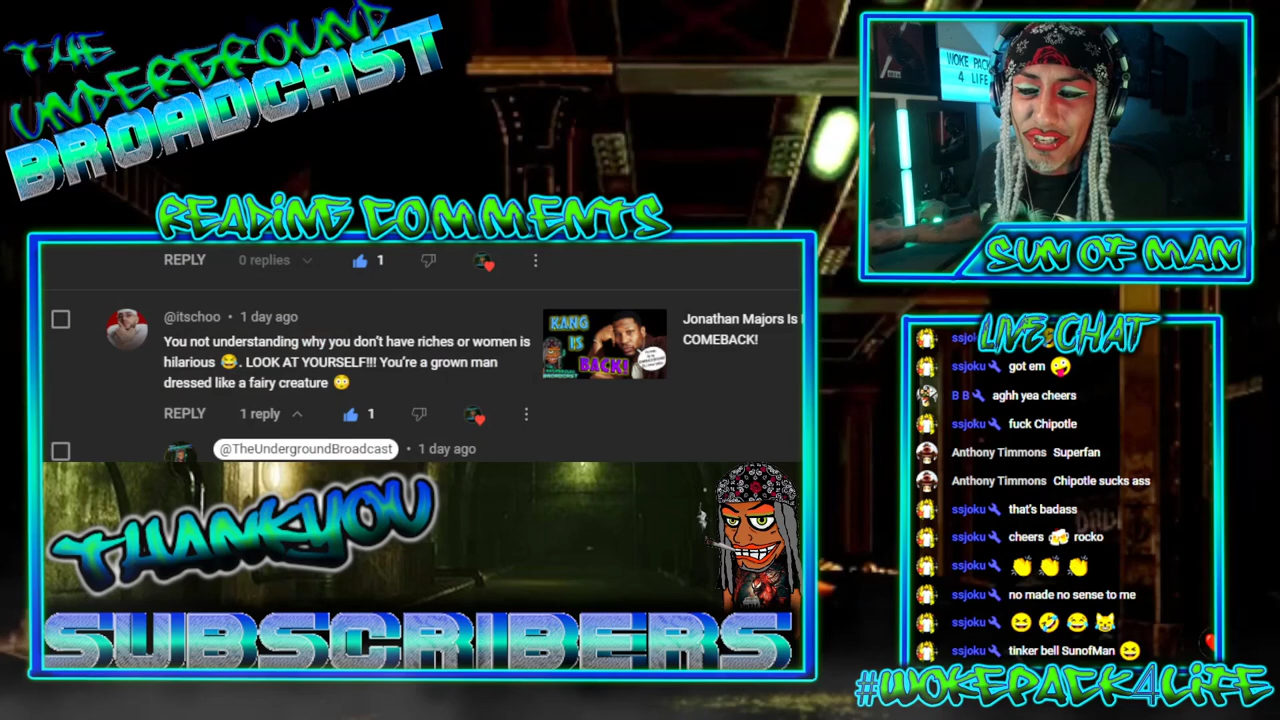 THE
UNDERGROUND
BROADCAST
READING COMMENTS
REPLY 0 replies 1
@itschoo • 1 day ago
You not understanding why you don't have riches or women is
hilarious 😂. LOOK AT YOURSELF!!! You're a grown man
dressed like a fairy creature 😳
REPLY 1 reply 1
@TheUndergroundBroadcast • 1 day ago
KANG
IS
BACK!
Jonathan Majors Is
COMEBACK!
THANKYOU
SUBSCRIBERS
WOKE PACK
4 LIFE
SUN OF MAN
LIVE CHAT
ssjoku
ssjoku got em 🤪
B B aghh yea cheers
ssjoku fuck Chipotle
Anthony Timmons Superfan
Anthony Timmons Chipotle sucks ass
ssjoku that's badass
ssjoku cheers 🍻 rocko
ssjoku 👏 👏 👏
ssjoku no made no sense to me
ssjoku 😆 🤣 😂 😹
ssjoku tinker bell SunofMan 😆
#WOKEPACK4LIFE